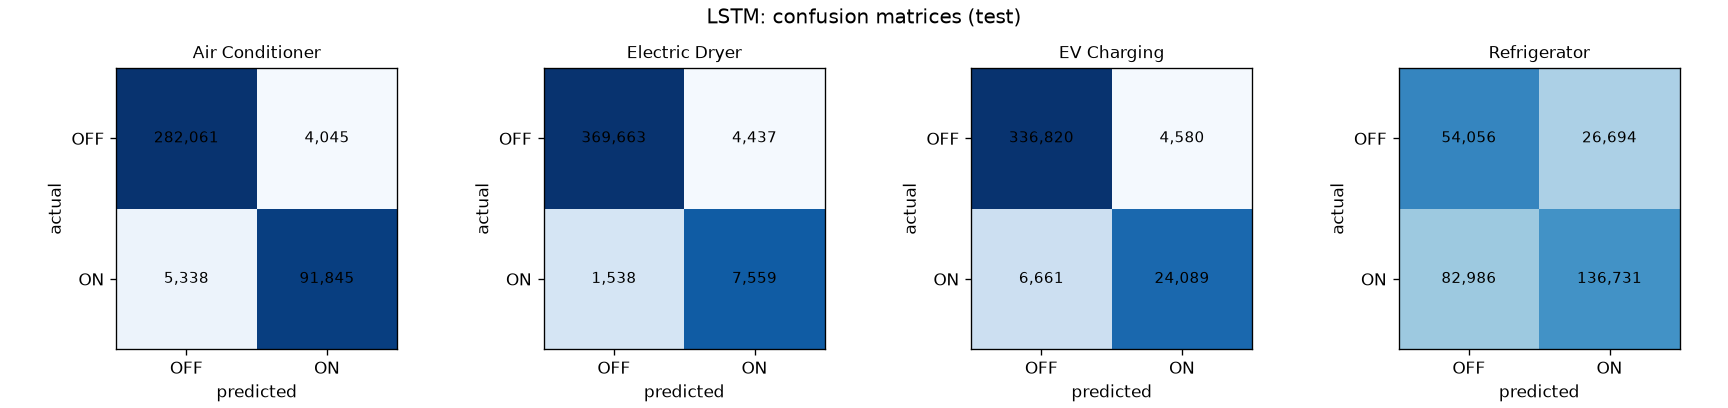 LSTM: confusion matrices (test)
Air Conditioner
OFF
282,061
4,045
actual
ON
5,338
91,845
OFF
ON
predicted
Electric Dryer
OFF
369,663
4,437
actual
ON
1,538
7,559
OFF
ON
predicted
EV Charging
OFF
336,820
4,580
actual
ON
6,661
24,089
OFF
ON
predicted
Refrigerator
OFF
54,056
26,694
actual
ON
82,986
136,731
OFF
ON
predicted